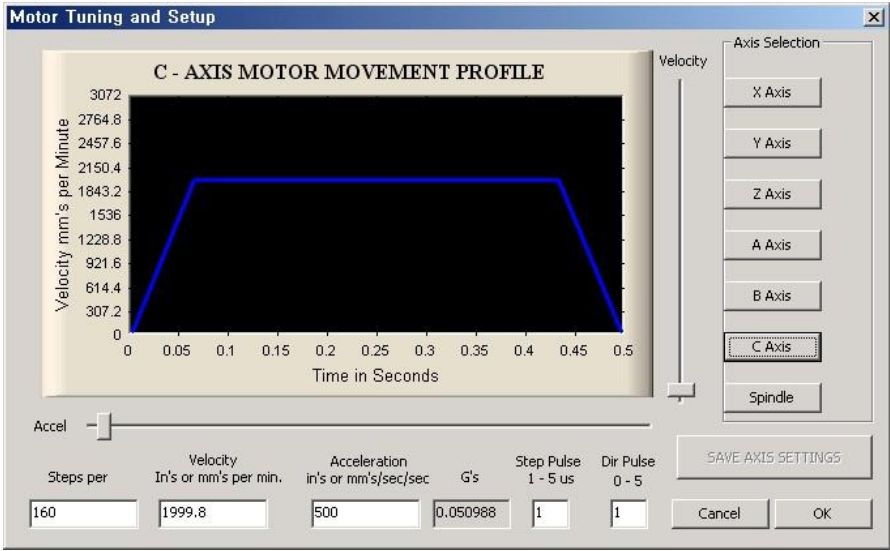 Motor Tuning and Setup
C - AXIS MOTOR MOVEMENT PROFILE
Velocity mm's per Minute
3072
2764.8
2457.6
2150.4
1843.2
1536
1228.8
921.6
614.4
307.2
0
0 0.05 0.1 0.15 0.2 0.25 0.3 0.35 0.4 0.45 0.5
Time in Seconds
Velocity
Axis Selection
X Axis
Y Axis
Z Axis
A Axis
B Axis
C Axis
Spindle
Accel
Steps per
Velocity
In's or mm's per min.
Acceleration
in's or mm's/sec/sec
G's
Step Pulse
1 - 5 us
Dir Pulse
0 - 5
160
1999.8
500
0.050988
1
1
SAVE AXIS SETTINGS
Cancel
OK